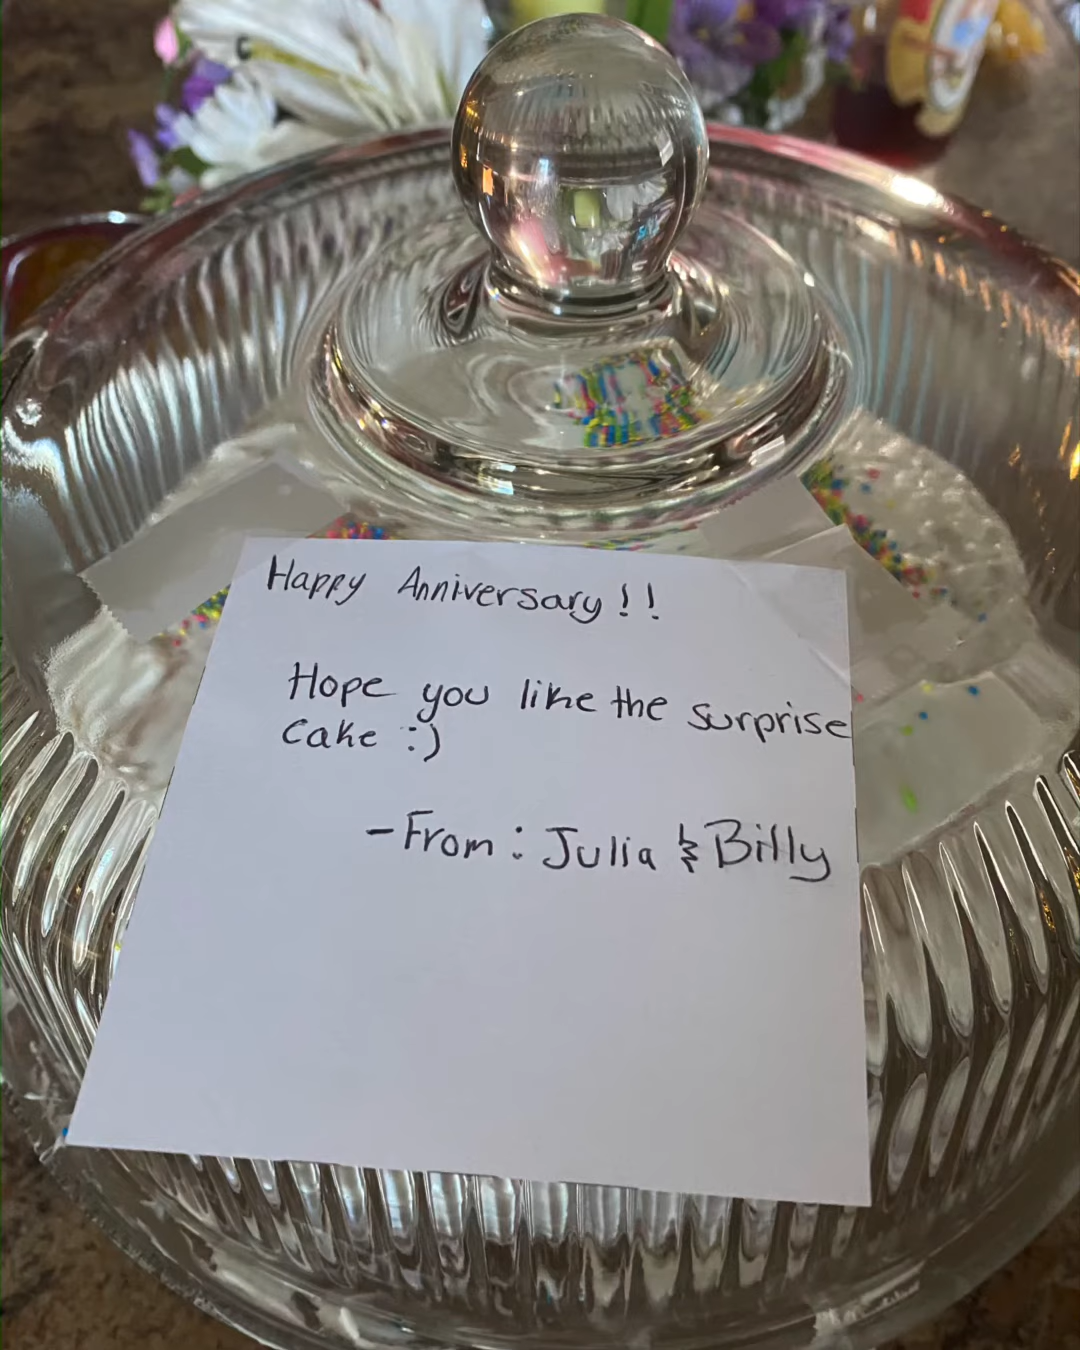 Happy Anniversary!!
Hope you like the surprise
cake :)
- From: Julia & Billy